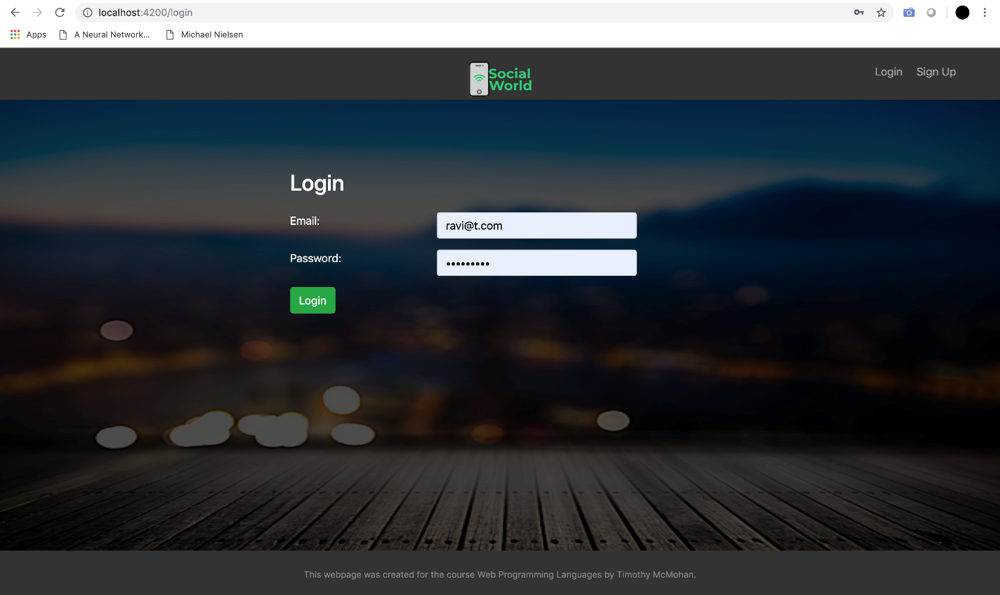 localhost:4200/login
Apps
A Neural Network...
Michael Nielsen
Social
World
Login
Sign Up
Login
Email:
ravi@t.com
Password:
•••••••••
Login
This webpage was created for the course Web Programming Languages by Timothy McMohan.